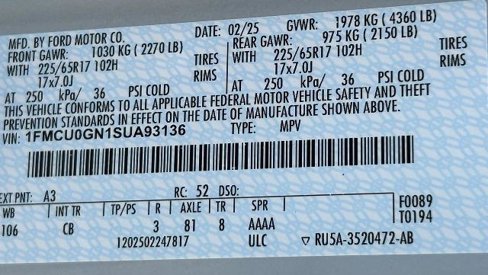 MFD. BY FORD MOTOR CO. DATE: 02/25 GVWR: 1978 KG (4360 LB)
FRONT GAWR: 1030 KG (2270 LB) REAR GAWR: 975 KG (2150 LB)
WITH 225/65R17 102H TIRES WITH 225/65R17 102H TIRES
17x7.0J RIMS 17x7.0J RIMS
AT 250 kPa/ 36 PSI COLD AT 250 kPa/ 36 PSI COLD
THIS VEHICLE CONFORMS TO ALL APPLICABLE FEDERAL MOTOR VEHICLE SAFETY AND THEFT
PREVENTION STANDARDS IN EFFECT ON THE DATE OF MANUFACTURE SHOWN ABOVE.
VIN: 1FMCU0GN1SUA93136 TYPE: MPV
EXT PNT: A3 RC: 52 DSO:
WB INT TR TP/PS R AXLE TR SPR F0089
106 CB 3 81 8 AAAA T0194
1202502247817 ULC ▽ RU5A-3520472-AB